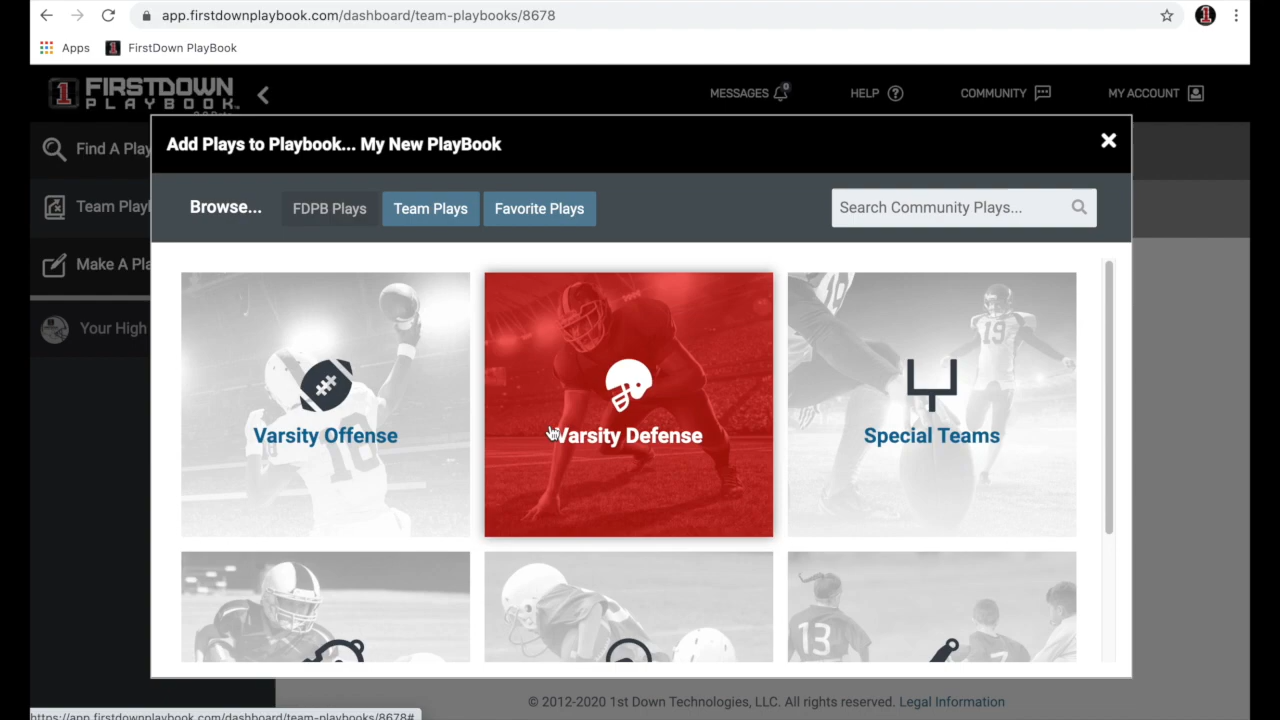 app.firstdownplaybook.com/dashboard/team-playbooks/8678
Apps FirstDown PlayBook
1 FIRSTDOWN
PLAYBOOK
MESSAGES 0 HELP ? COMMUNITY MY ACCOUNT
Add Plays to Playbook... My New PlayBook
Find A Play
Browse... FDPB Plays Team Plays Favorite Plays Search Community Plays...
Team Playb
Make A Pla
Your High
Varsity Offense Varsity Defense Special Teams
© 2012-2020 1st Down Technologies, LLC. All rights reserved. Legal Information
https://app.firstdownplaybook.com/dashboard/team-playbooks/8678#